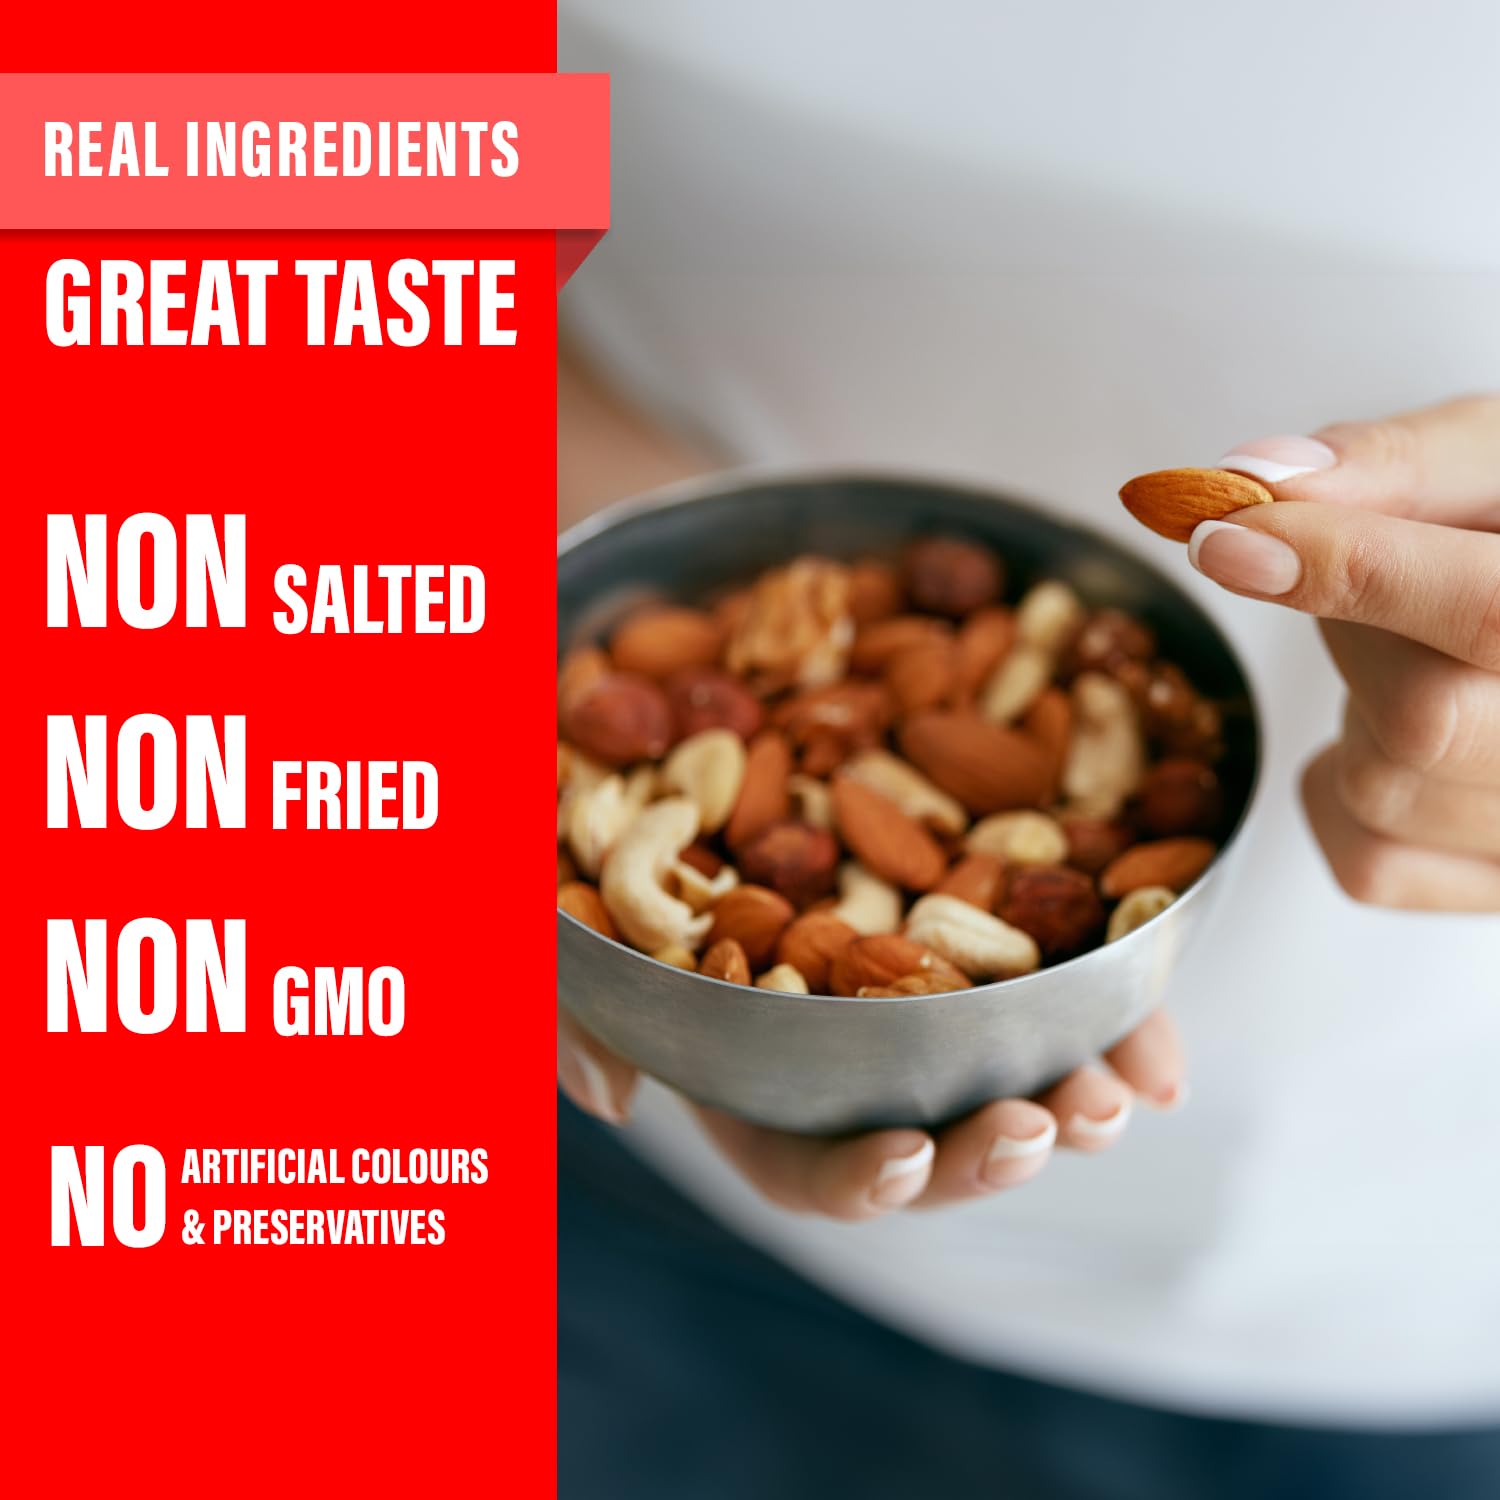 REAL INGREDIENTS
GREAT TASTE
NON SALTED
NON FRIED
NON GMO
NO ARTIFICIAL COLOURS
& PRESERVATIVES